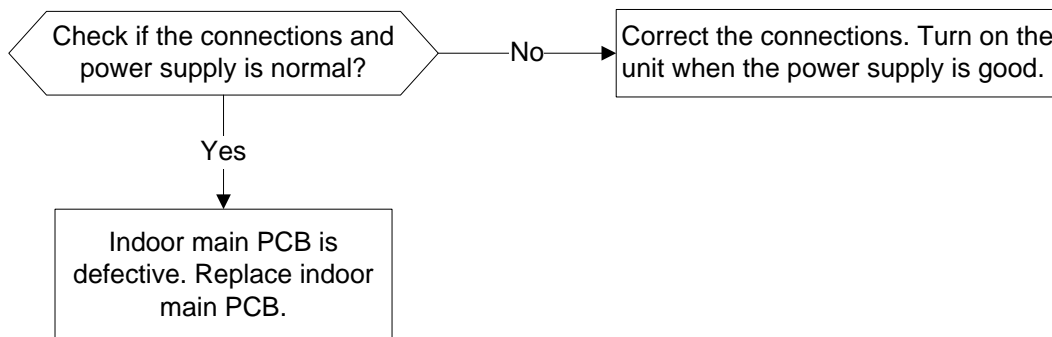 Check if the connections and
power supply is normal?
No
Correct the connections. Turn on the
unit when the power supply is good.
Yes
Indoor main PCB is
defective. Replace indoor
main PCB.